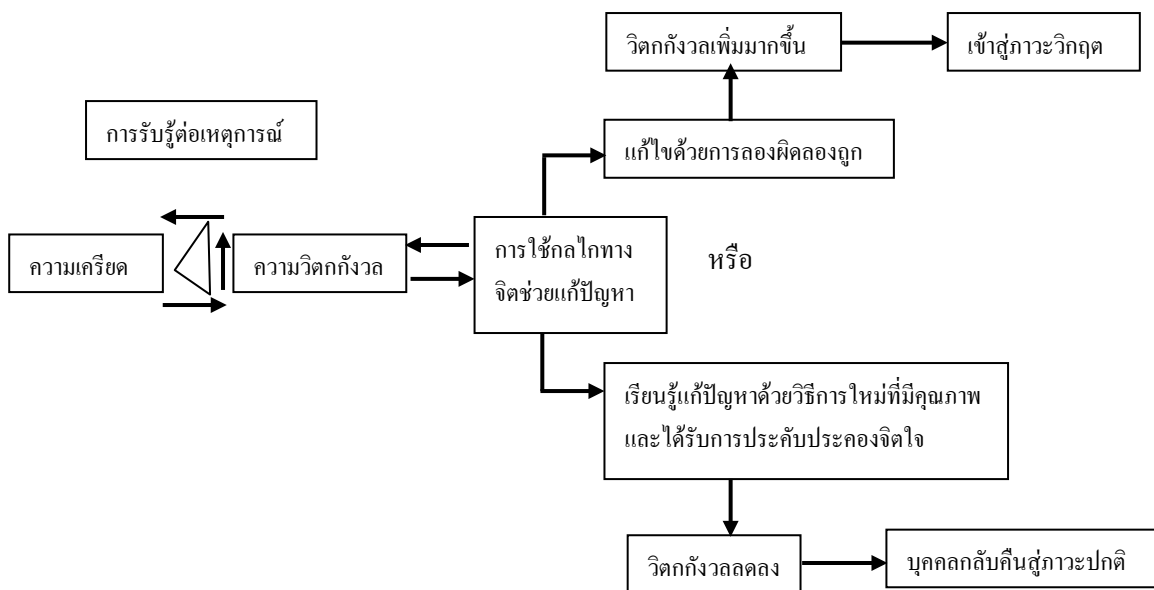 วิตกกังวลเพิ่มมากขึ้น
เข้าสู่ภาวะวิกฤต
การรับรู้ต่อเหตุการณ์
แก้ไขด้วยการลองผิดลองถูก
ความเครียด
ความวิตกกังวล
การใช้กลไกทาง
จิตช่วยแก้ปัญหา
หรือ
เรียนรู้แก้ปัญหาด้วยวิธีการใหม่ที่มีคุณภาพ
และได้รับการประคับประคองจิตใจ
วิตกกังวลลดลง
บุคคลกลับคืนสู่ภาวะปกติ